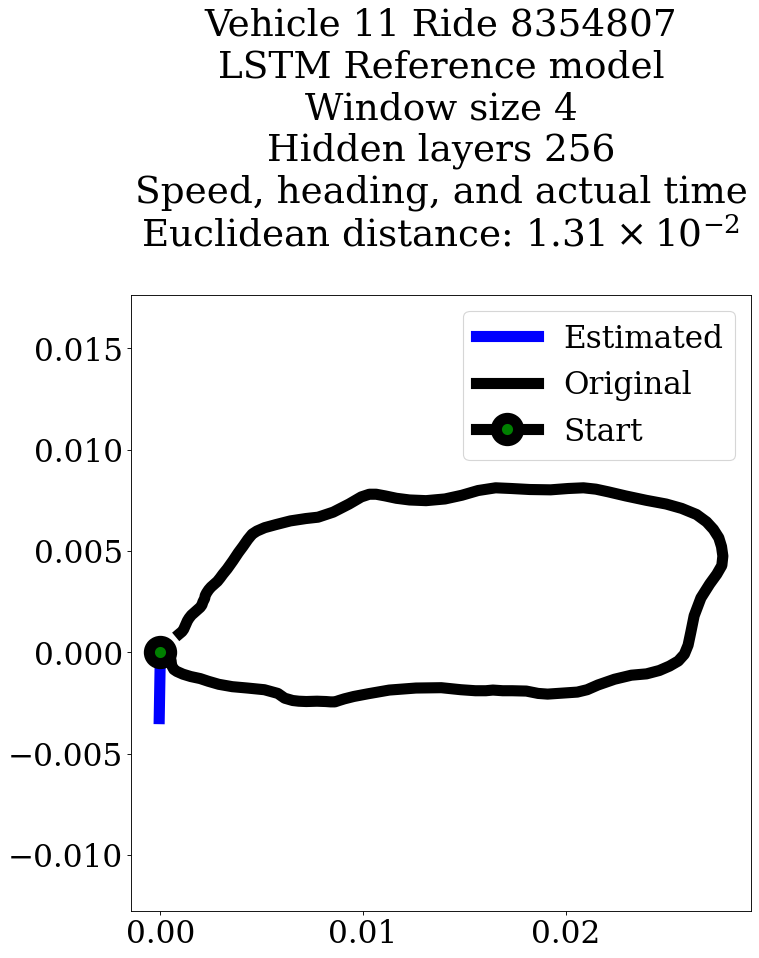 Vehicle 11 Ride 8354807
LSTM Reference model
Window size 4
Hidden layers 256
Speed, heading, and actual time
Euclidean distance: 1.31 × 10⁻²
Estimated
Original
Start
0.015
0.010
0.005
0.000
−0.005
−0.010
0.00 0.01 0.02